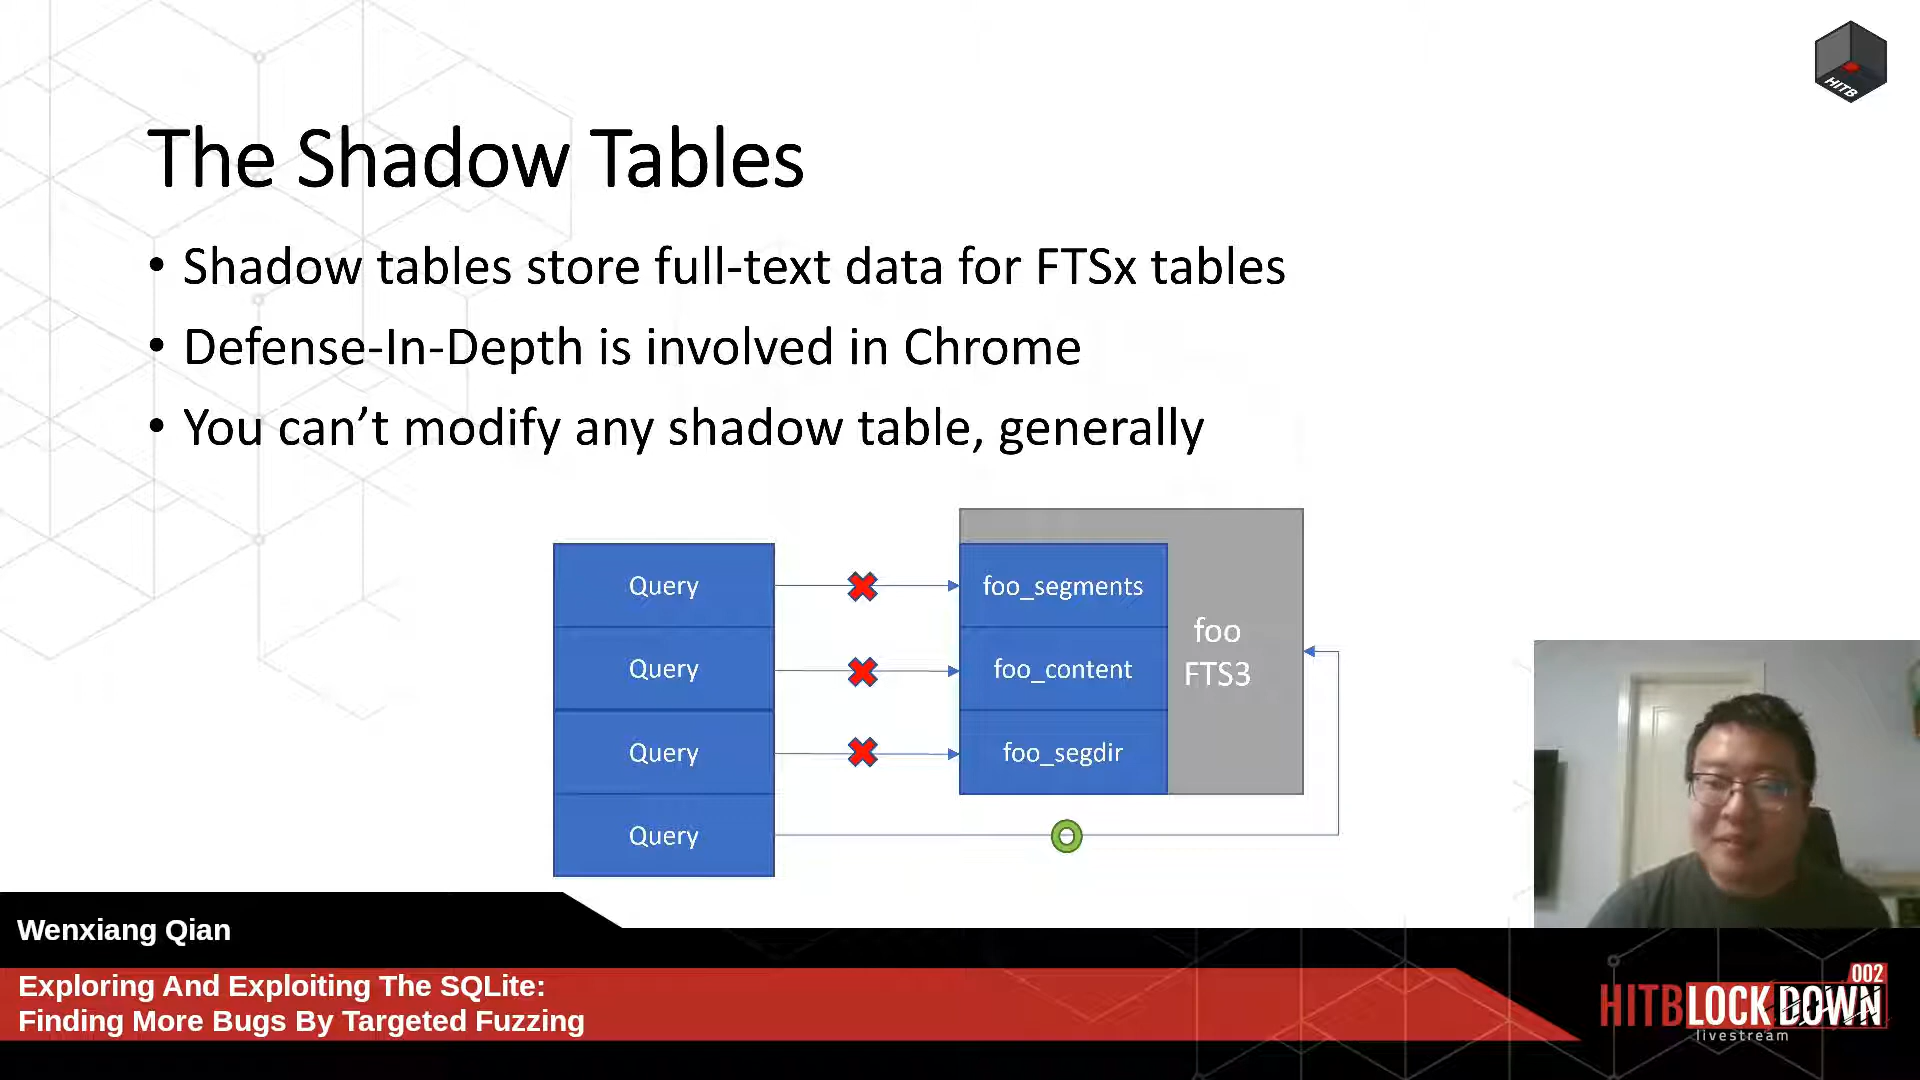 HITB
The Shadow Tables
• Shadow tables store full-text data for FTSx tables
• Defense-In-Depth is involved in Chrome
• You can’t modify any shadow table, generally
Query
foo_segments
Query
foo_content
Query
foo_segdir
foo
FTS3
Query
Wenxiang Qian
Exploring And Exploiting The SQLite:
Finding More Bugs By Targeted Fuzzing
002
HITBLOCKDOWN
livestream